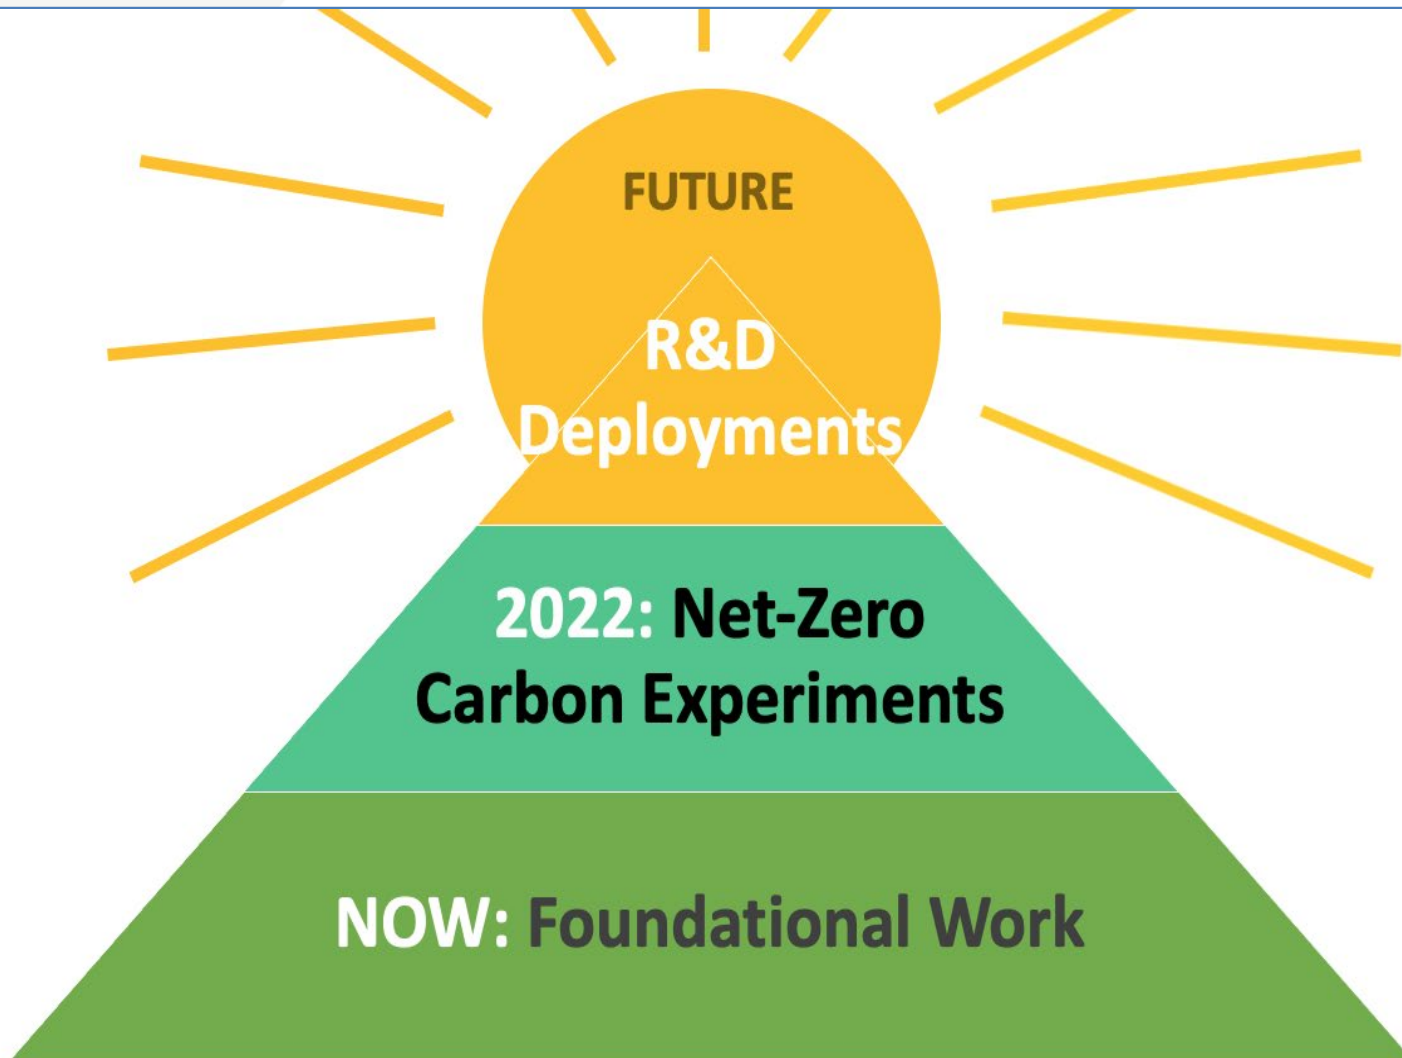 FUTURE
R&D
Deployments
2022: Net-Zero
Carbon Experiments
NOW: Foundational Work